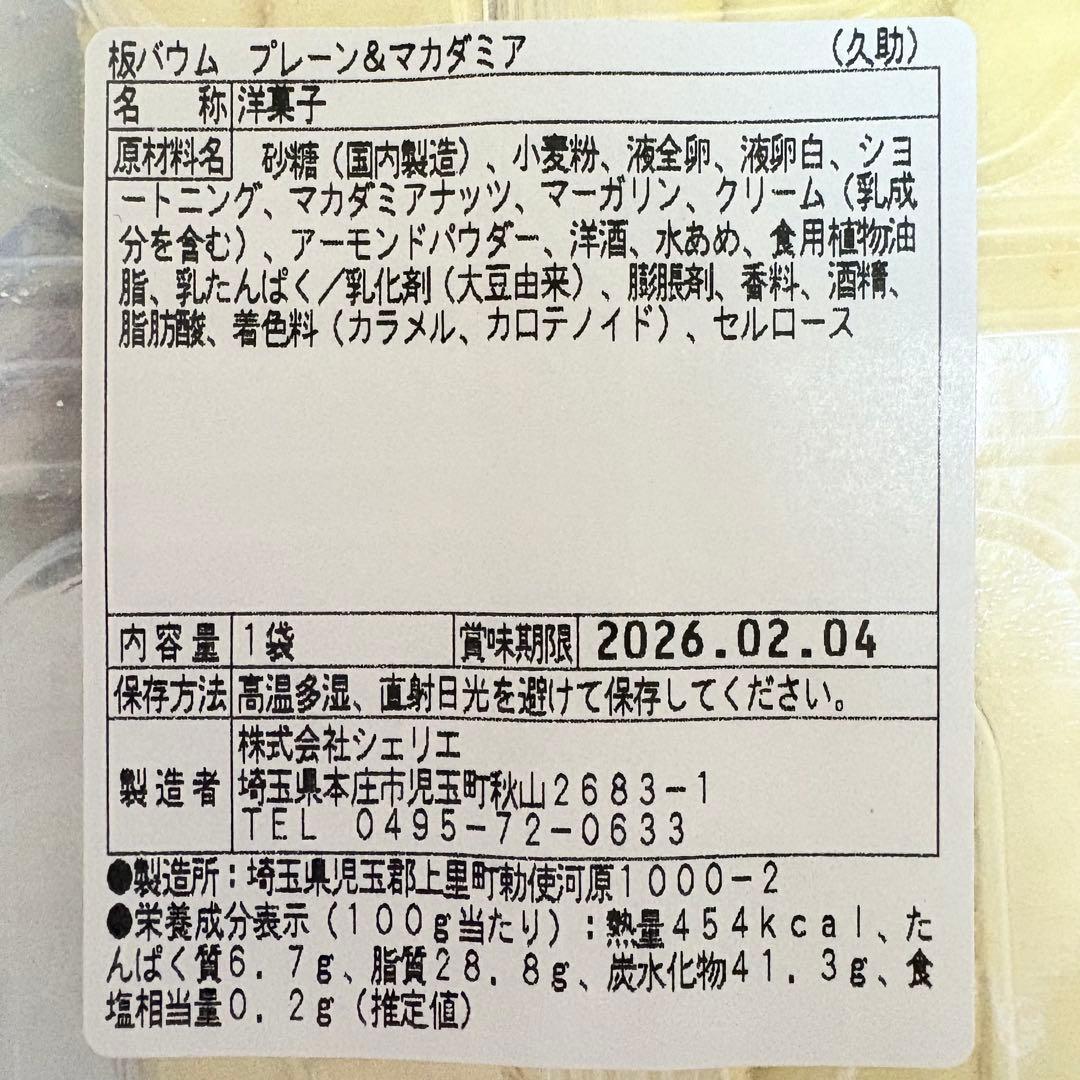 板バウム　プレーン&マカダミア　（久助）
名　称 洋菓子
原材料名　砂糖（国内製造）、小麦粉、液全卵、液卵白、ショ
ートニング、マカダミアナッツ、マーガリン、クリーム（乳成
分を含む）、アーモンドパウダー、洋酒、水あめ、食用植物油
脂、乳たんぱく／乳化剤（大豆由来）、膨脹剤、香料、酒精、
脂肪酸、着色料（カラメル、カロテノイド）、セルロース
内容量 1袋 賞味期限 2026.02.04
保存方法 高温多湿、直射日光を避けて保存してください。
株式会社シェリエ
製造者 埼玉県本庄市児玉町秋山２６８３－１
ＴＥＬ　０４９５－７２－０６３３
●製造所：埼玉県児玉郡上里町勅使河原１０００－２
●栄養成分表示（１００ｇ当たり）：熱量４５４ｋｃａｌ、た
んぱく質６．７ｇ、脂質２８．８ｇ、炭水化物４１．３ｇ、食
塩相当量０．２ｇ（推定値）